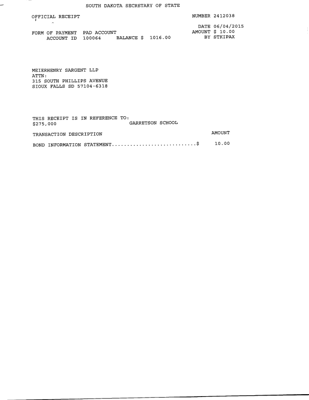 SOUTH DAKOTA SECRETARY OF STATE
OFFICIAL RECEIPT NUMBER 2412038
DATE 06/04/2015
FORM OF PAYMENT PAD ACCOUNT AMOUNT $ 10.00
ACCOUNT ID 100064 BALANCE $ 1016.00 BY STRIPAX
MEIERHENRY SARGENT LLP
ATTN:
315 SOUTH PHILLIPS AVENUE
SIOUX FALLS SD 57104-6318
THIS RECEIPT IS IN REFERENCE TO:
$275,000 GARRETSON SCHOOL
TRANSACTION DESCRIPTION AMOUNT
BOND INFORMATION STATEMENT............................$ 10.00